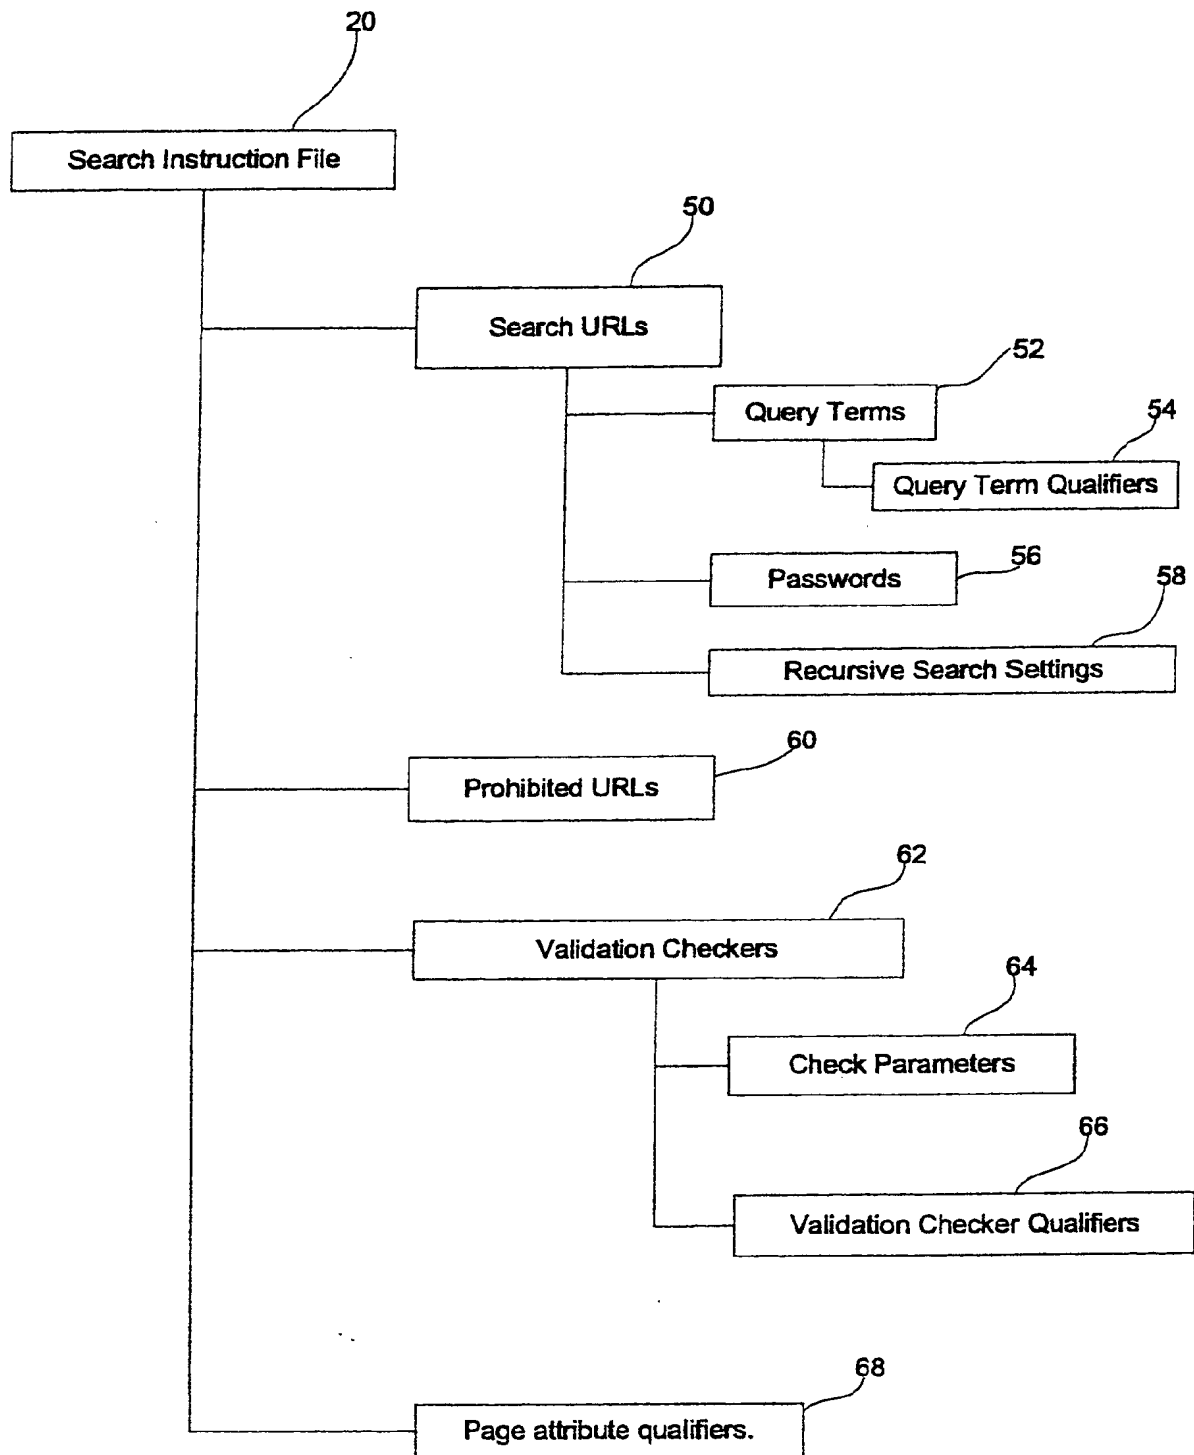 20
Search Instruction File
50
Search URLs
52
Query Terms
54
Query Term Qualifiers
56
Passwords
58
Recursive Search Settings
60
Prohibited URLs
62
Validation Checkers
64
Check Parameters
66
Validation Checker Qualifiers
68
Page attribute qualifiers.